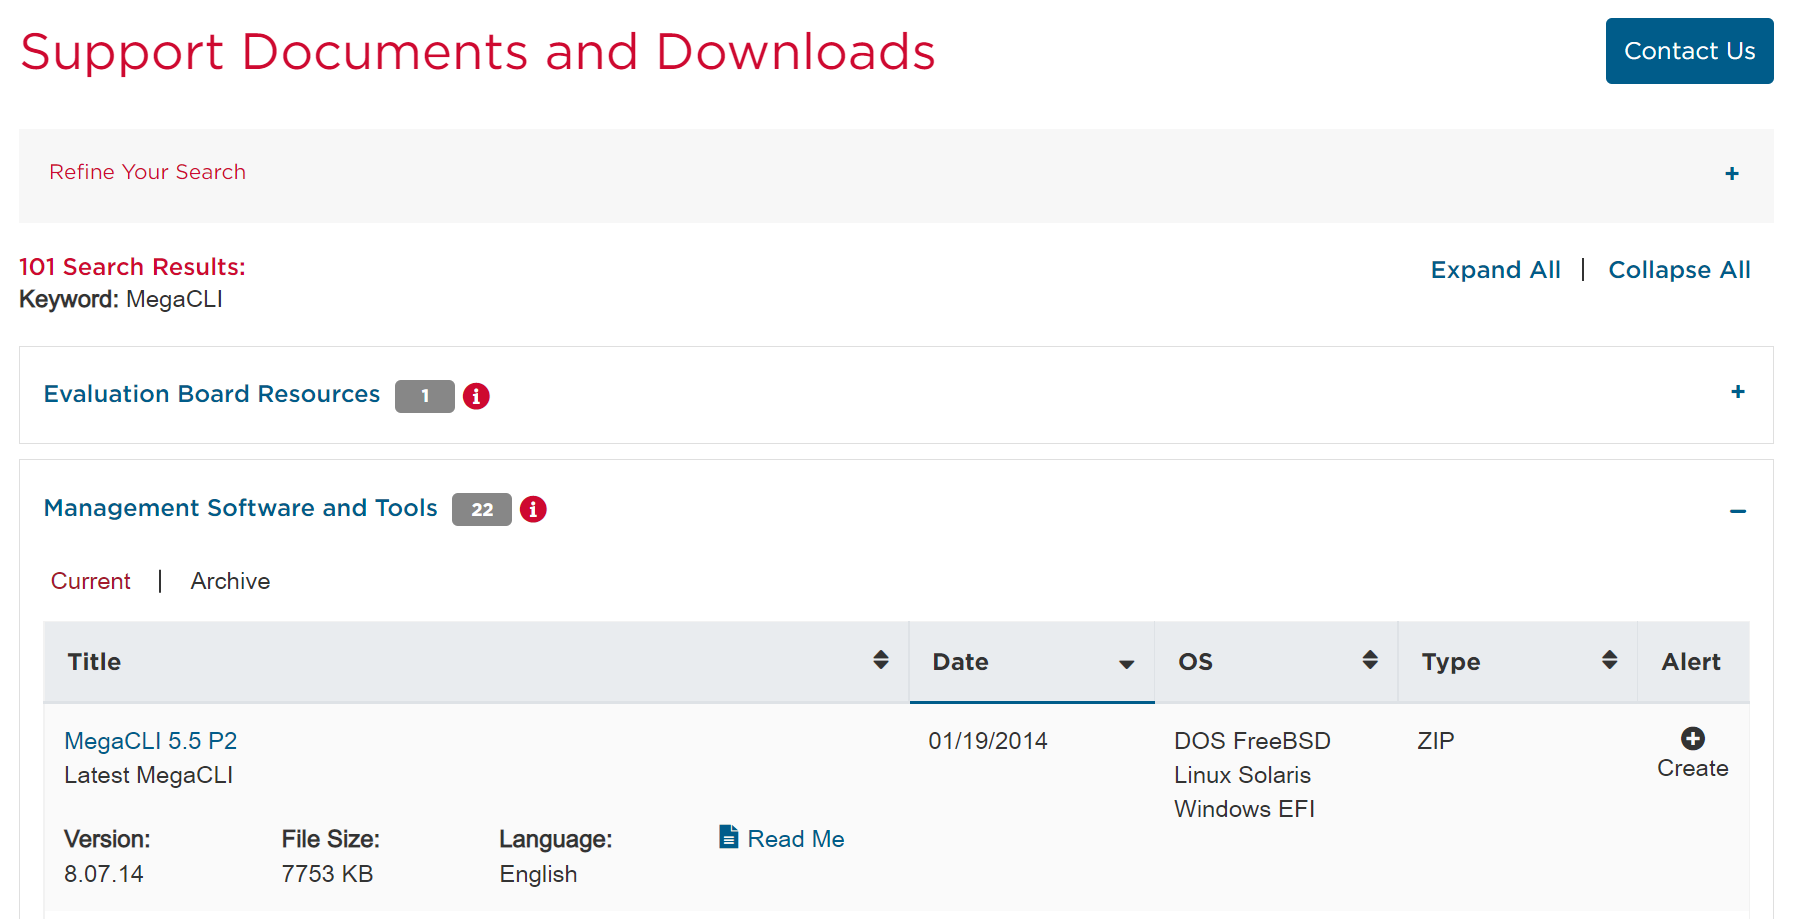 Support Documents and Downloads
Contact Us
Refine Your Search
+
101 Search Results:
Expand All | Collapse All
Keyword: MegaCLI
Evaluation Board Resources 1 i
+
Management Software and Tools 22 i
−
Current | Archive
Title Date OS Type Alert
MegaCLI 5.5 P2 01/19/2014 DOS FreeBSD ZIP
Latest MegaCLI Linux Solaris Create
Windows EFI
Version: File Size: Language: Read Me
8.07.14 7753 KB English